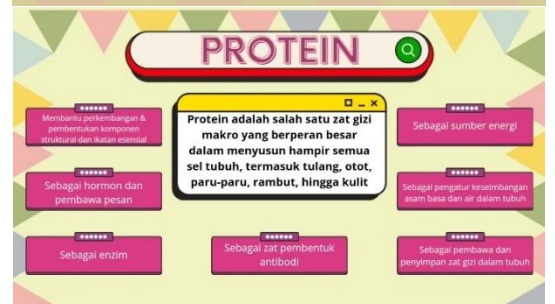 PROTEIN
Protein adalah salah satu zat gizi
makro yang berperan besar
dalam menyusun hampir semua
sel tubuh, termasuk tulang, otot,
paru-paru, rambut, hingga kulit
Membantu perkembangan &
pembentukan komponen
struktural dan ikatan esensial
Sebagai hormon dan
pembawa pesan
Sebagai enzim
Sebagai zat pembentuk
antibodi
Sebagai sumber energi
Sebagai pengatur keseimbangan
asam basa dan air dalam tubuh
Sebagai pembawa dan
penyimpan zat gizi dalam tubuh